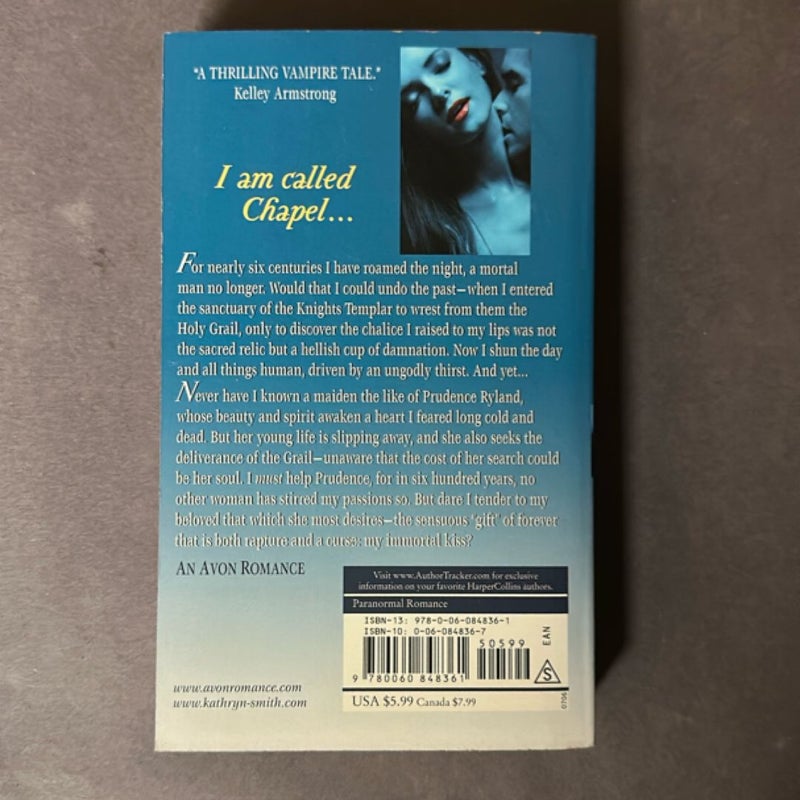 "A THRILLING VAMPIRE TALE."
Kelley Armstrong
I am called
Chapel...
For nearly six centuries I have roamed the night, a mortal
man no longer. Would that I could undo the past—when I entered
the sanctuary of the Knights Templar to wrest from them the
Holy Grail, only to discover the chalice I raised to my lips was not
the sacred relic but a hellish cup of damnation. Now I shun the day
and all things human, driven by an ungodly thirst. And yet...
Never have I known a maiden the like of Prudence Ryland,
whose beauty and spirit awaken a heart I feared long cold and
dead. But her young life is slipping away, and she also seeks the
deliverance of the Grail—unaware that the cost of her search could
be her soul. I must help Prudence, for in six hundred years, no
other woman has stirred my passions so. But dare I tender to my
beloved that which she most desires—the sensuous "gift" of forever
that is both rapture and a curse: my immortal kiss?
AN AVON ROMANCE
Visit www.AuthorTracker.com for exclusive
information on your favorite HarperCollins authors.
Paranormal Romance
ISBN-13: 978-0-06-084836-1
ISBN-10: 0-06-084836-7
50599
EAN
S
9 780060 848361
USA $5.99 Canada $7.99
0706
www.avonromance.com
www.kathryn-smith.com